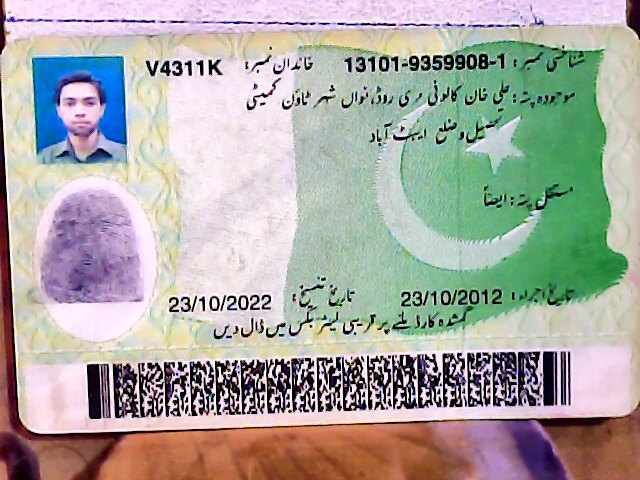 شناختی نمبر: 13101-9359908-1 خاندان نمبر: V4311K
موجودہ پتہ: علی خان کالونی مری روڈ، نواں شہر ٹاؤن کمیٹی
تحصیل و ضلع ایبٹ آباد
مستقل پتہ: ایضاً
تاریخ اجراء: 23/10/2012 تاریخ تنسیخ: 23/10/2022
گمشدہ کارڈ ملنے پر قریبی لیٹر بکس میں ڈال دیں